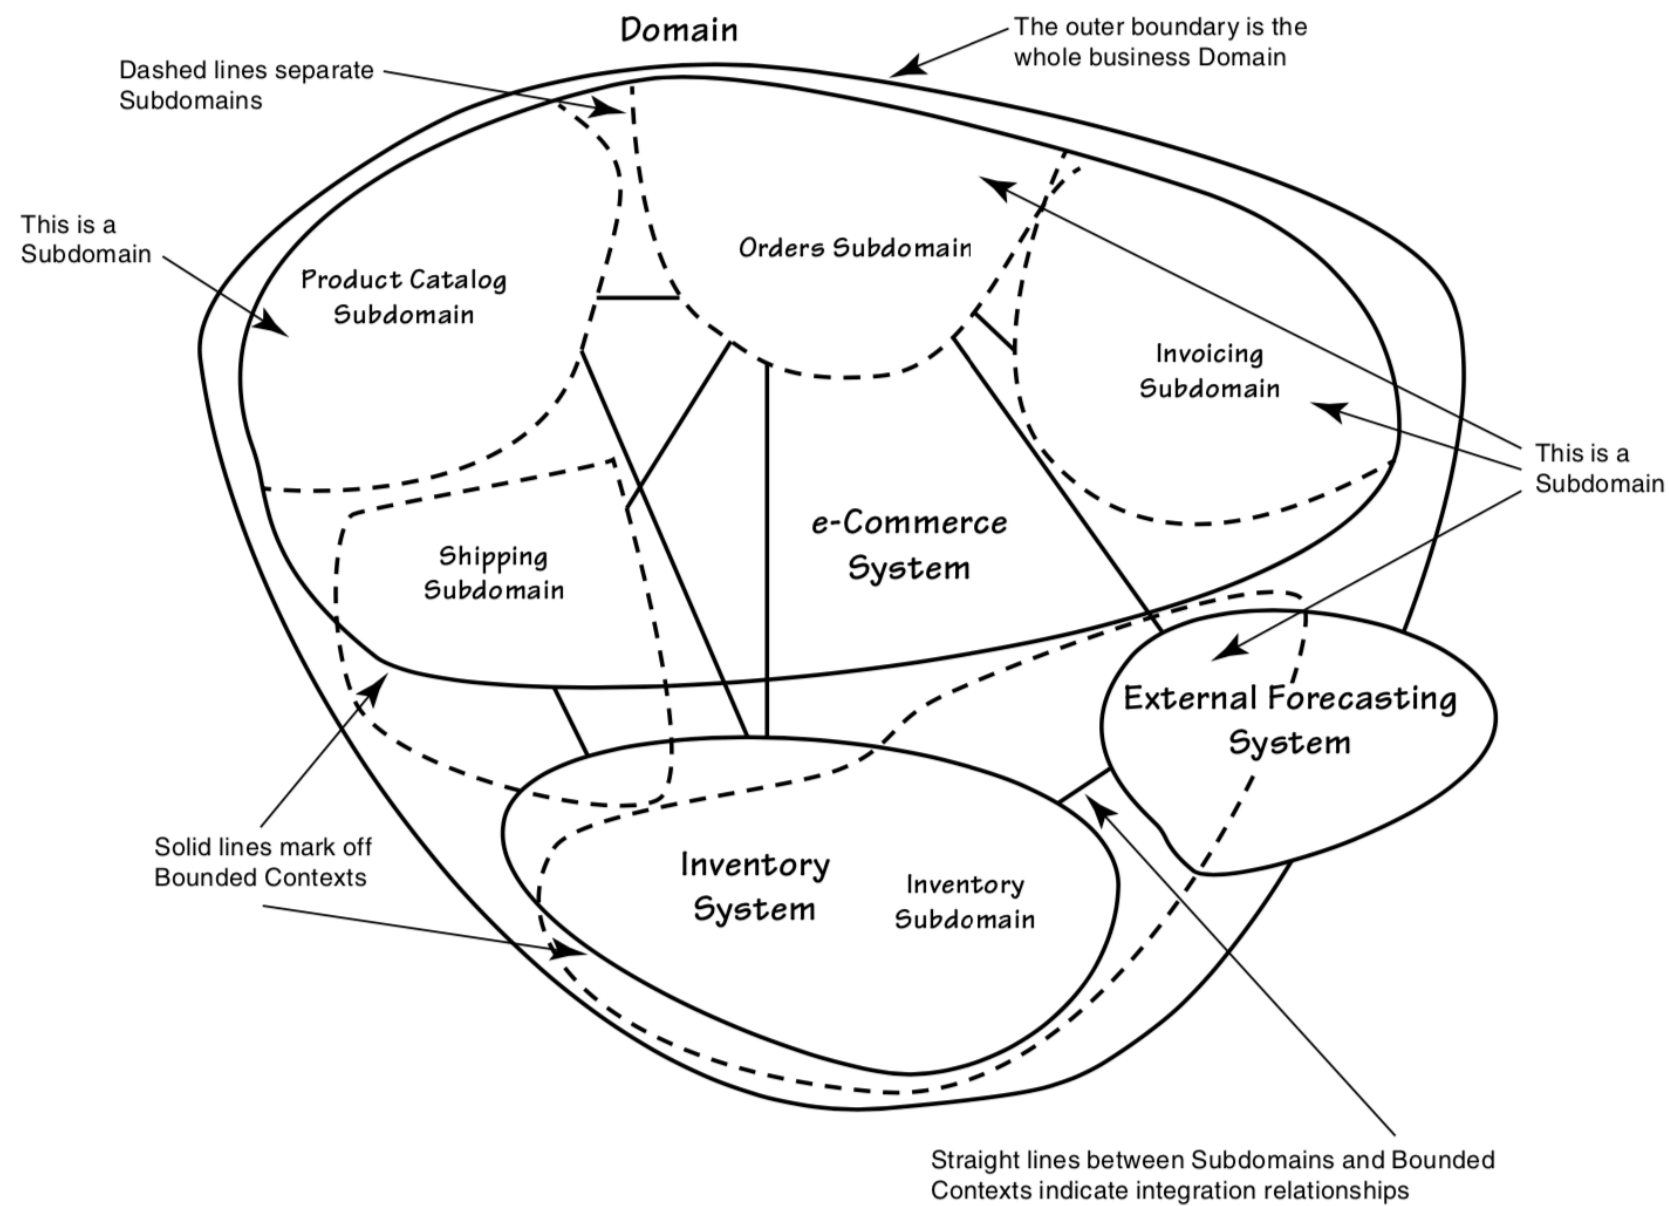 Domain
The outer boundary is the
whole business Domain
Dashed lines separate
Subdomains
This is a
Subdomain
Orders Subdomain
Product Catalog
Subdomain
Invoicing
Subdomain
This is a
Subdomain
e-Commerce
System
Shipping
Subdomain
External Forecasting
System
Solid lines mark off
Bounded Contexts
Inventory
System
Inventory
Subdomain
Straight lines between Subdomains and Bounded
Contexts indicate integration relationships